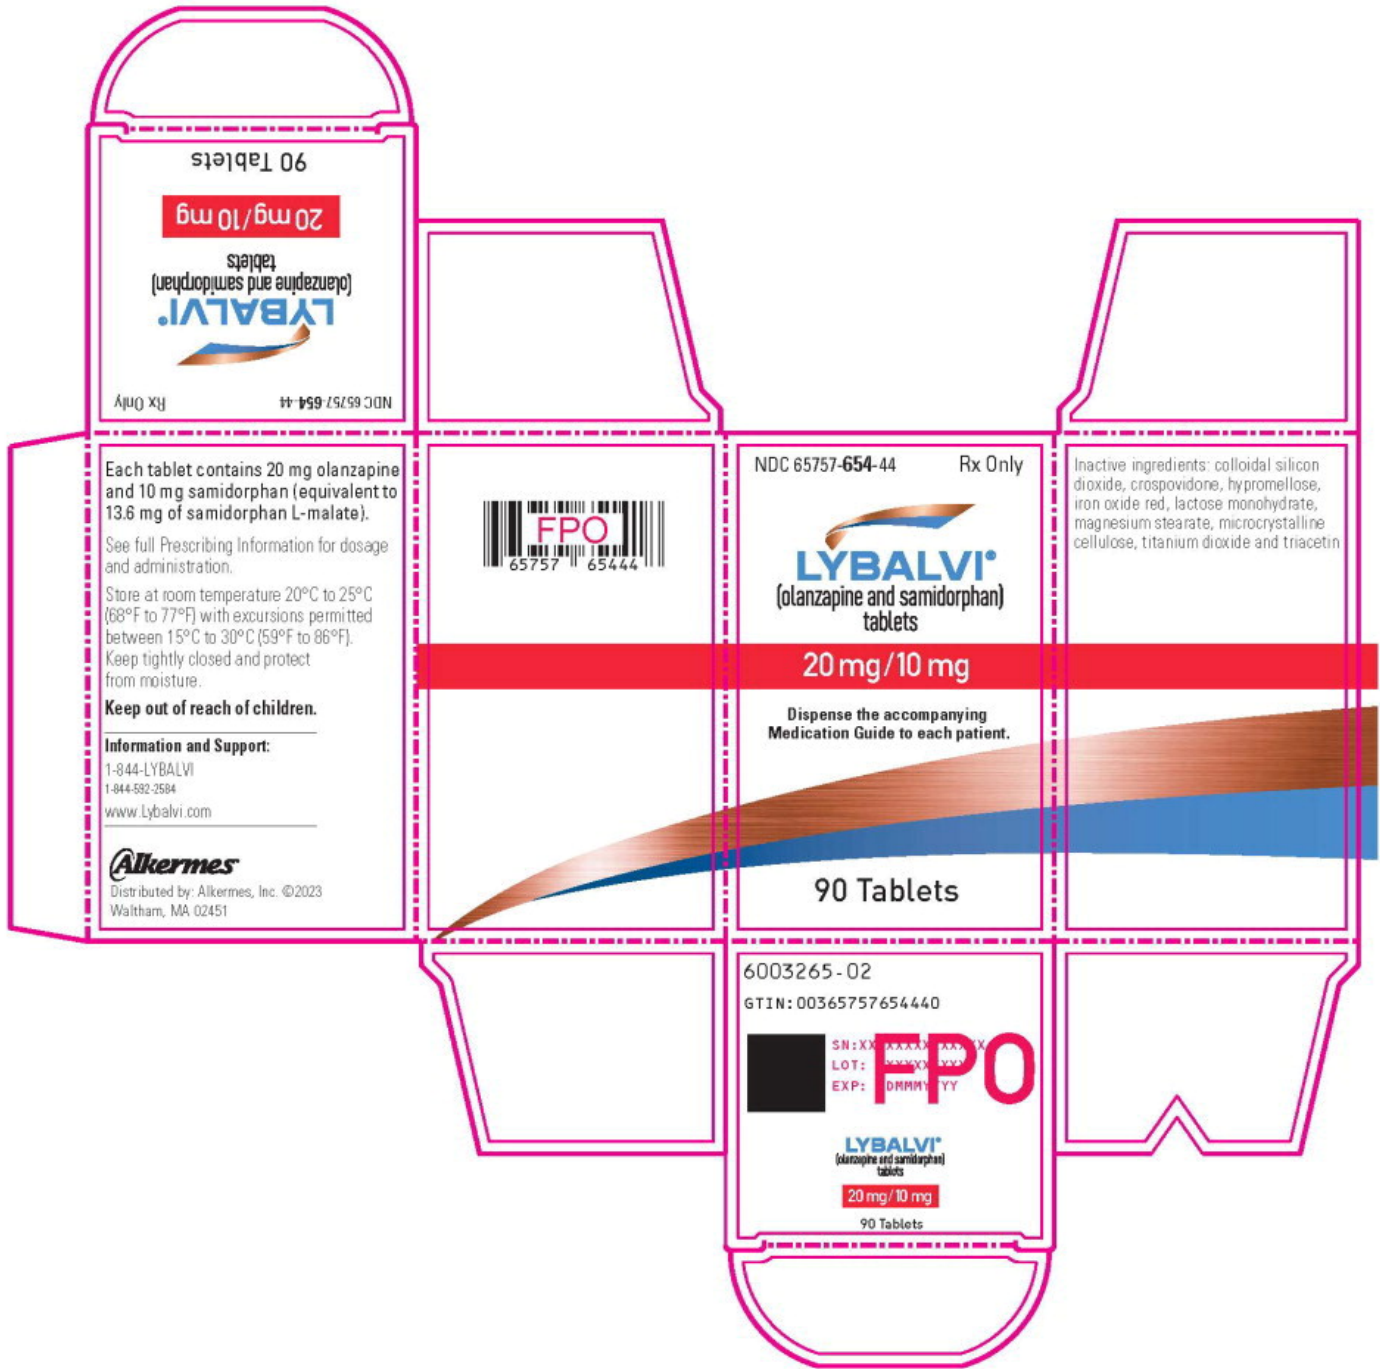 90 Tablets
20 mg/10 mg
tablets
(olanzapine and samidorphan)
LYBALVI®
Rx Only
NDC 65757-654-44
Each tablet contains 20 mg olanzapine
and 10 mg samidorphan (equivalent to
13.6 mg of samidorphan L-malate).
See full Prescribing Information for dosage
and administration.
Store at room temperature 20°C to 25°C
(68°F to 77°F) with excursions permitted
between 15°C to 30°C (59°F to 86°F).
Keep tightly closed and protect
from moisture.
Keep out of reach of children.
Information and Support:
1-844-LYBALVI
1-844-592-2584
www.Lybalvi.com
Alkermes®
Distributed by: Alkermes, Inc. ©2023
Waltham, MA 02451
FPO
65757 65444
NDC 65757-654-44 Rx Only
LYBALVI®
(olanzapine and samidorphan)
tablets
20 mg/10 mg
Dispense the accompanying
Medication Guide to each patient.
90 Tablets
Inactive ingredients: colloidal silicon
dioxide, crospovidone, hypromellose,
iron oxide red, lactose monohydrate,
magnesium stearate, microcrystalline
cellulose, titanium dioxide and triacetin
6003265-02
GTIN:00365757654440
SN:
LOT:
EXP:
FPO
LYBALVI®
(olanzapine and samidorphan)
tablets
20 mg/10 mg
90 Tablets